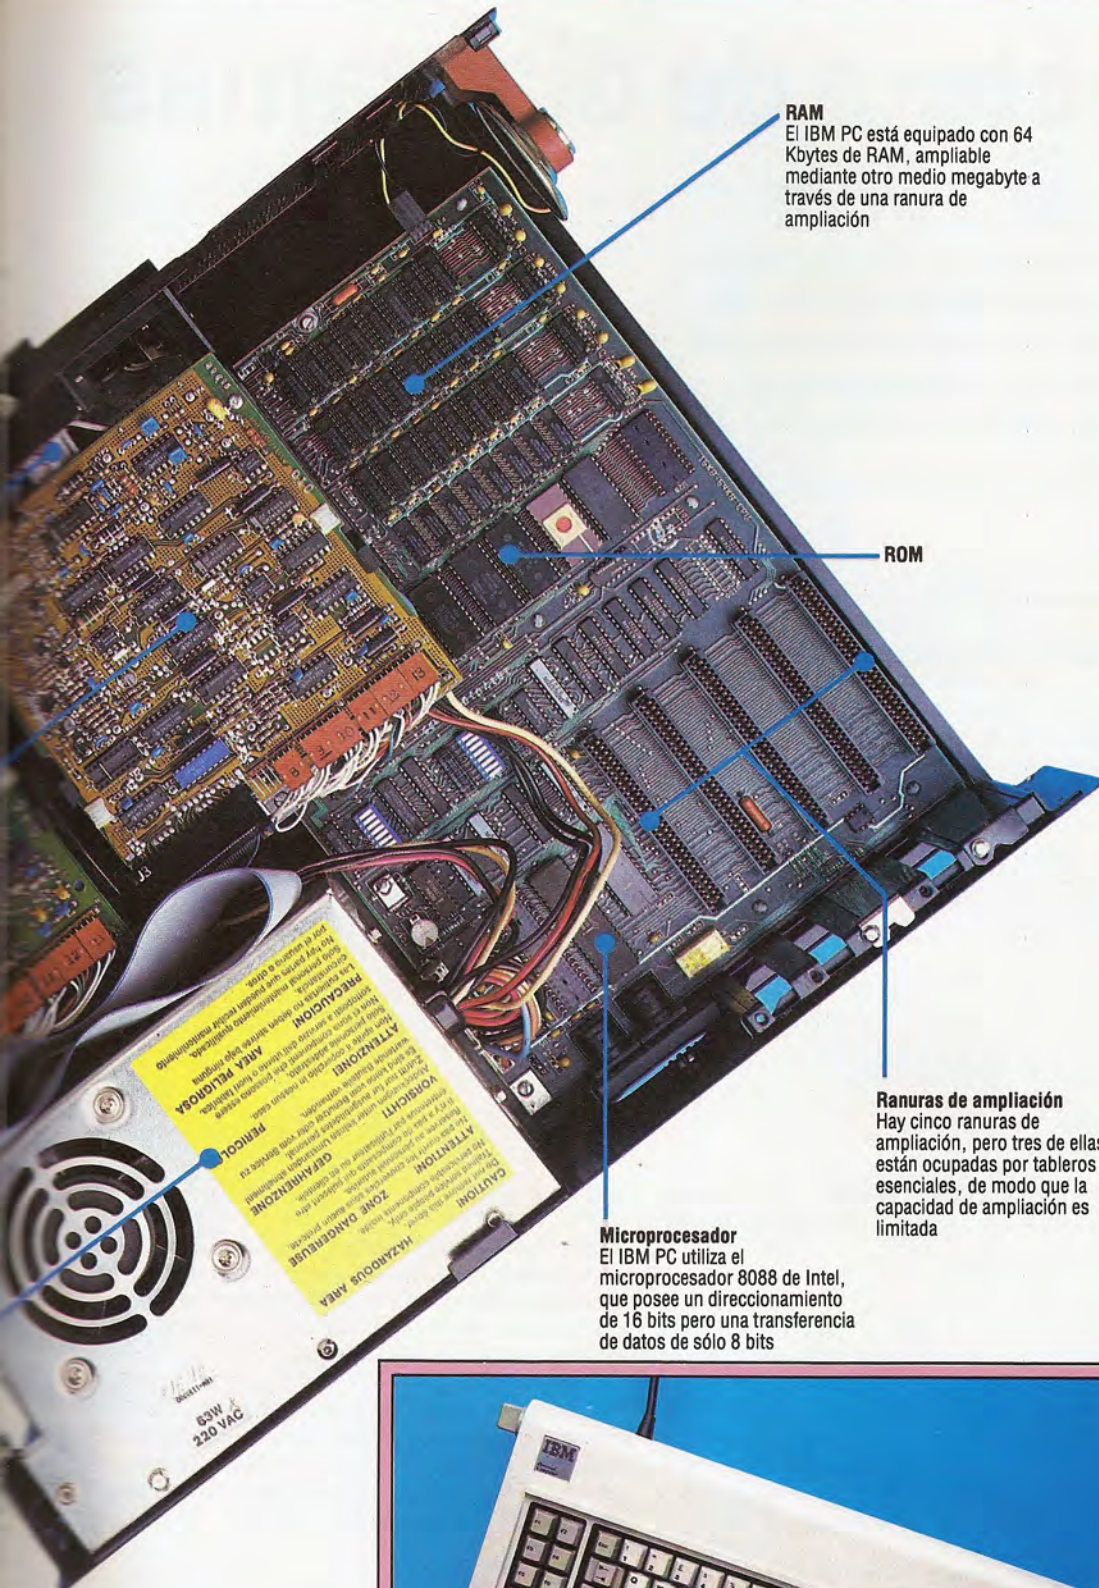 RAM
El IBM PC está equipado con 64
Kbytes de RAM, ampliable
mediante otro medio megabyte a
través de una ranura de
ampliación
ROM
Ranuras de ampliación
Hay cinco ranuras de
ampliación, pero tres de ellas
están ocupadas por tableros
esenciales, de modo que la
capacidad de ampliación es
limitada
Microprocesador
El IBM PC utiliza el
microprocesador 8088 de Intel,
que posee un direccionamiento
de 16 bits pero una transferencia
de datos de sólo 8 bits
J3
HAZARDOUS AREA
CAUTION!
ZONE DANGEREUSE
ATTENTION!
GEFAHRENZONE
VORSICHT!
PERICOLO
ATTENZIONE!
AREA PELIGROSA
PRECAUCION!
63W
220 VAC
IBM